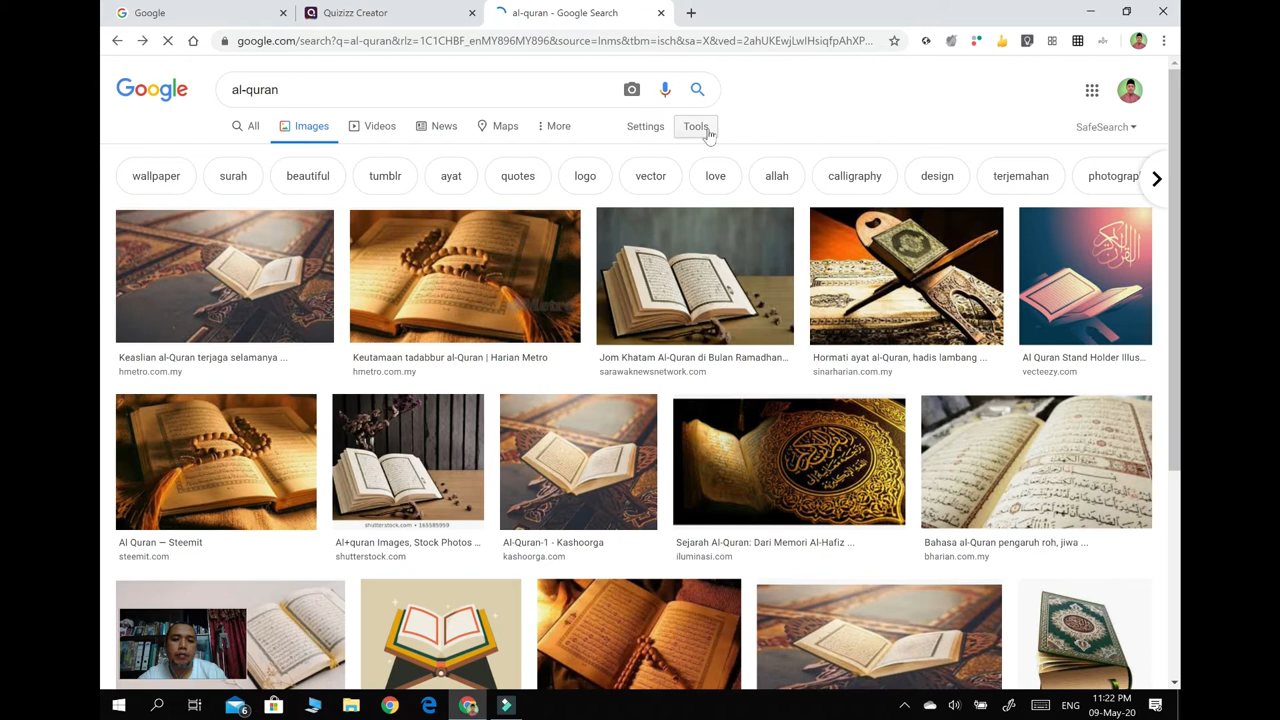 Google
Quizizz Creator
al-quran - Google Search
google.com/search?q=al-quran&rlz=1C1CHBF_enMY896MY896&source=lnms&tbm=isch&sa=X&ved=2ahUKEwjLwIHsiqfpAhXP...
Google
al-quran
All
Images
Videos
News
Maps
More
Settings
Tools
SafeSearch
wallpaper
surah
beautiful
tumblr
ayat
quotes
logo
vector
love
allah
calligraphy
design
terjemahan
photograp
Keaslian al-Quran terjaga selamanya ...
hmetro.com.my
Keutamaan tadabbur al-Quran | Harian Metro
hmetro.com.my
Jom Khatam Al-Quran di Bulan Ramadhan...
sarawaknewsnetwork.com
Hormati ayat al-Quran, hadis lambang ...
sinarharian.com.my
Al Quran Stand Holder Illus...
vecteezy.com
shutterstock.com • 165585959
Al Quran — Steemit
steemit.com
Al+quran Images, Stock Photos ...
shutterstock.com
Al-Quran-1 - Kashoorga
kashoorga.com
Sejarah Al-Quran: Dari Memori Al-Hafiz ...
iluminasi.com
Bahasa al-Quran pengaruh roh, jiwa ...
bharian.com.my
6
ENG
11:22 PM
09-May-20